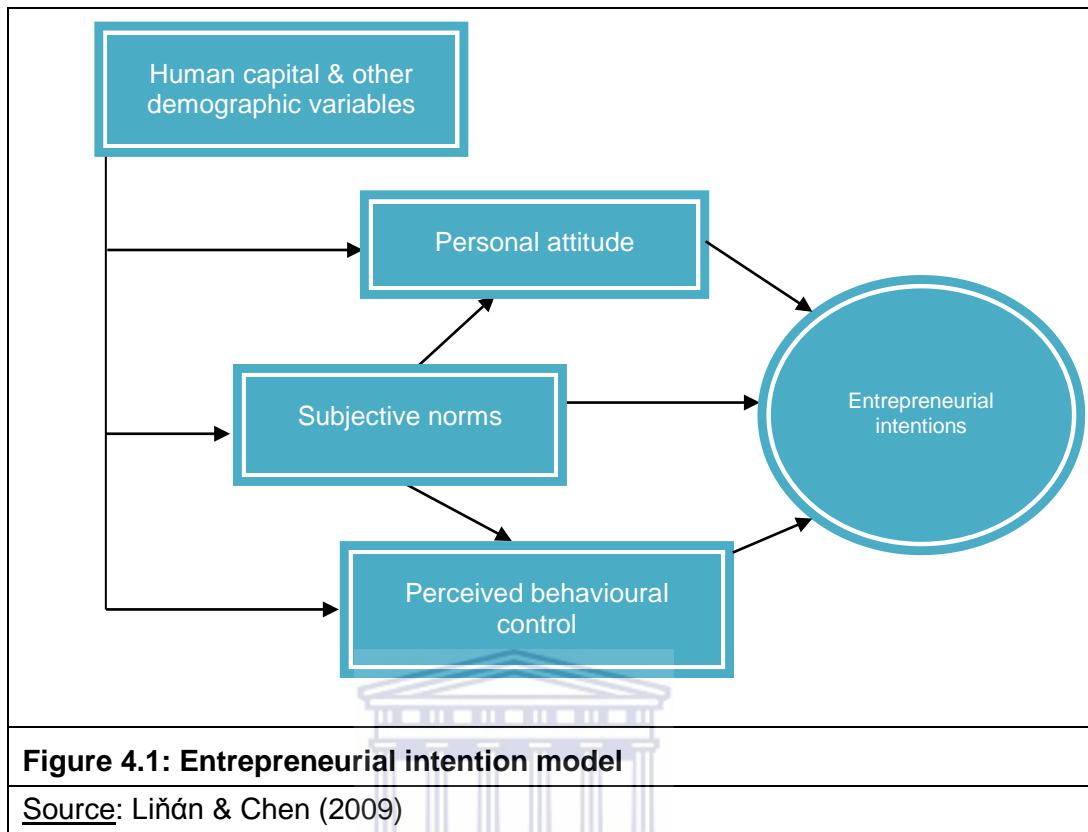 Human capital & other
demographic variables
Personal attitude
Subjective norms
Entrepreneurial
intentions
Perceived behavioural
control
Figure 4.1: Entrepreneurial intention model
Source: Liňán & Chen (2009)